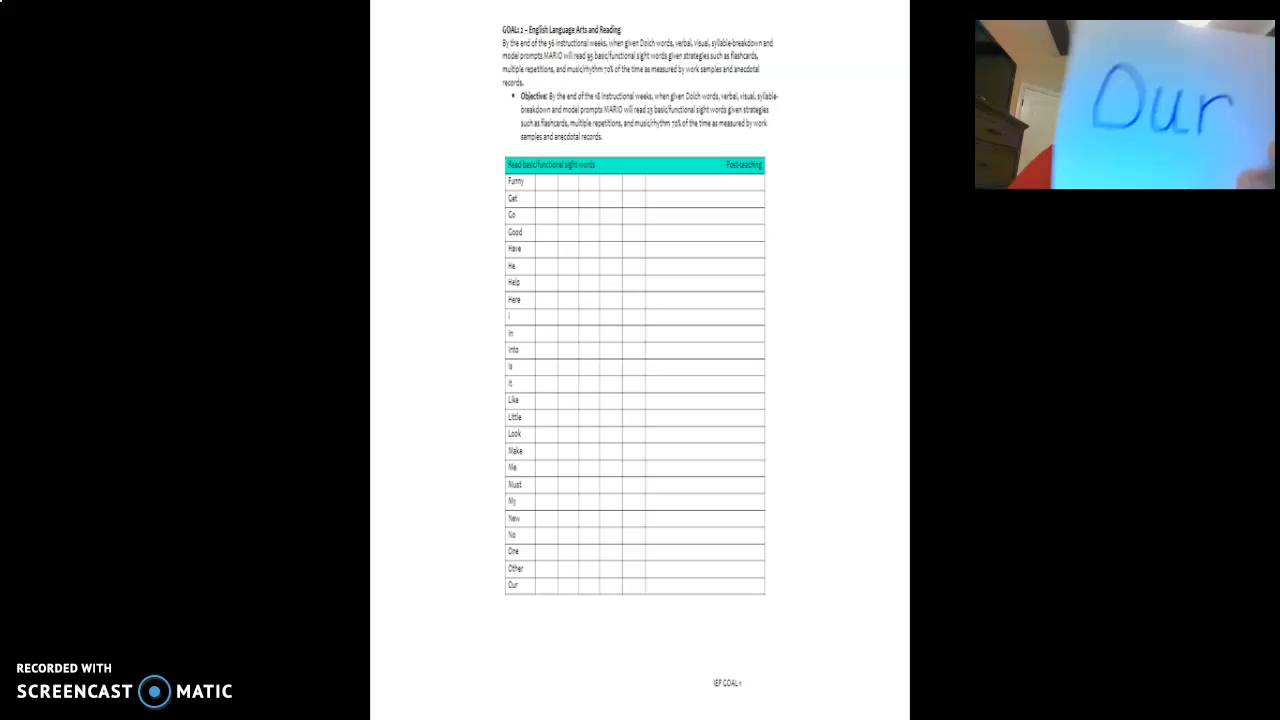 GOAL: 2 – English Language Arts and Reading
By the end of the 36 instructional weeks, when given Dolch words, verbal, visual, syllable-breakdown and
model prompts MARIO will read 95 basic/functional sight words given strategies such as flashcards,
multiple repetitions, and music/rhythm 70% of the time as measured by work samples and anecdotal
records.
• Objective: By the end of the 18 instructional weeks, when given Dolch words, verbal, visual, syllable-
breakdown and model prompts MARIO will read 23 basic/functional sight words given strategies
such as flashcards, multiple repetitions, and music/rhythm 70% of the time as measured by work
samples and anecdotal records.
Read basic/functional sight words Post-teaching
Funny
Get
Go
Good
Have
He
Help
Here
I
In
Into
Is
It
Like
Little
Look
Make
Me
Must
My
New
No
One
Other
Our
IEP GOAL 1
Our
RECORDED WITH
SCREENCAST MATIC